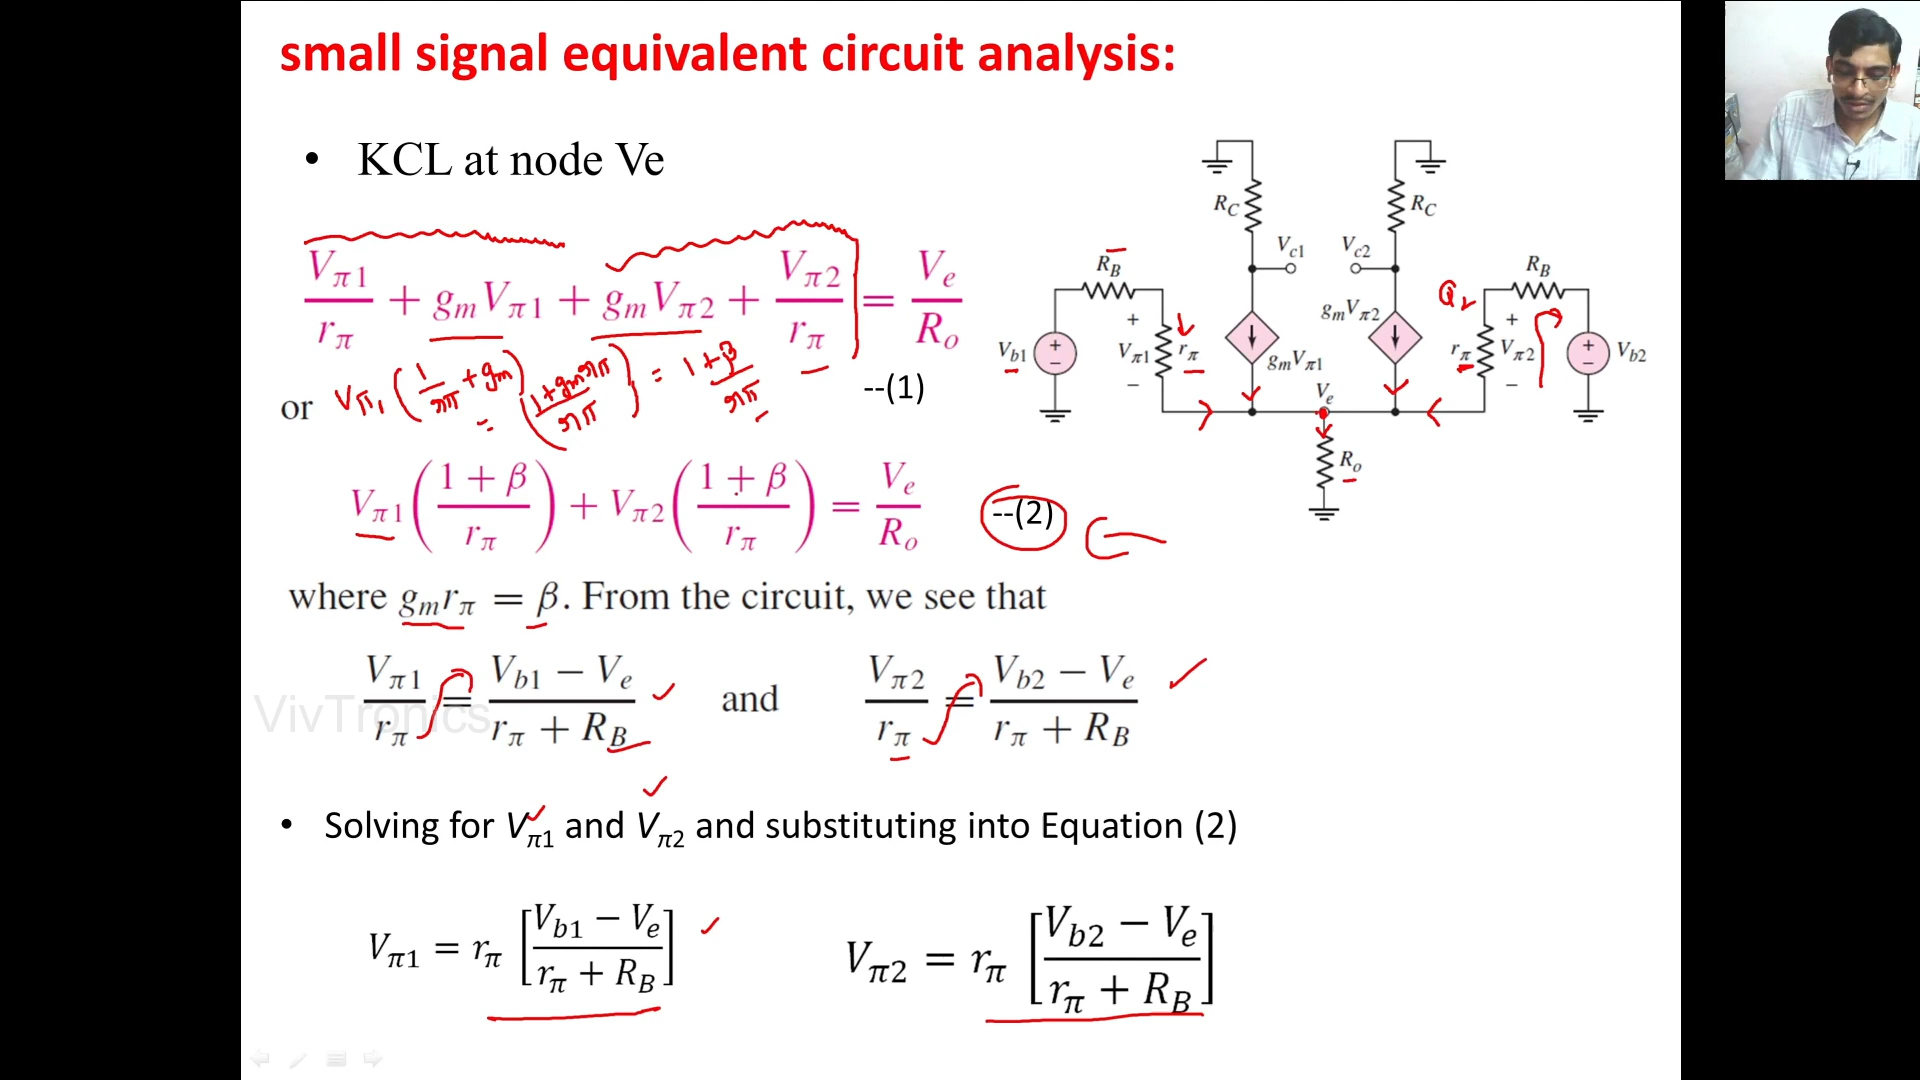 small signal equivalent circuit analysis:
• KCL at node Ve
Vπ1/rπ + gmVπ1 + gmVπ2 + Vπ2/rπ = Ve/Ro
--(1)
or Vπ1 (1/rπ + gm) = (1+gmrπ/rπ) = 1+β/rπ
Vπ1((1 + β)/rπ) + Vπ2((1 + β)/rπ) = Ve/Ro
--(2)
where gmrπ = β. From the circuit, we see that
Vπ1/rπ = (Vb1 − Ve)/(rπ + RB) and Vπ2/rπ = (Vb2 − Ve)/(rπ + RB)
VivTronics
• Solving for Vπ1 and Vπ2 and substituting into Equation (2)
Vπ1 = rπ [(Vb1 − Ve)/(rπ + RB)]
Vπ2 = rπ [(Vb2 − Ve)/(rπ + RB)]
RC
RC
Vc1
Vc2
RB
RB
Q2
gmVπ2
Vb1
+
−
+
Vπ1
−
rπ
gmVπ1
rπ
+
Vπ2
−
+
−
Vb2
Ve
Ro